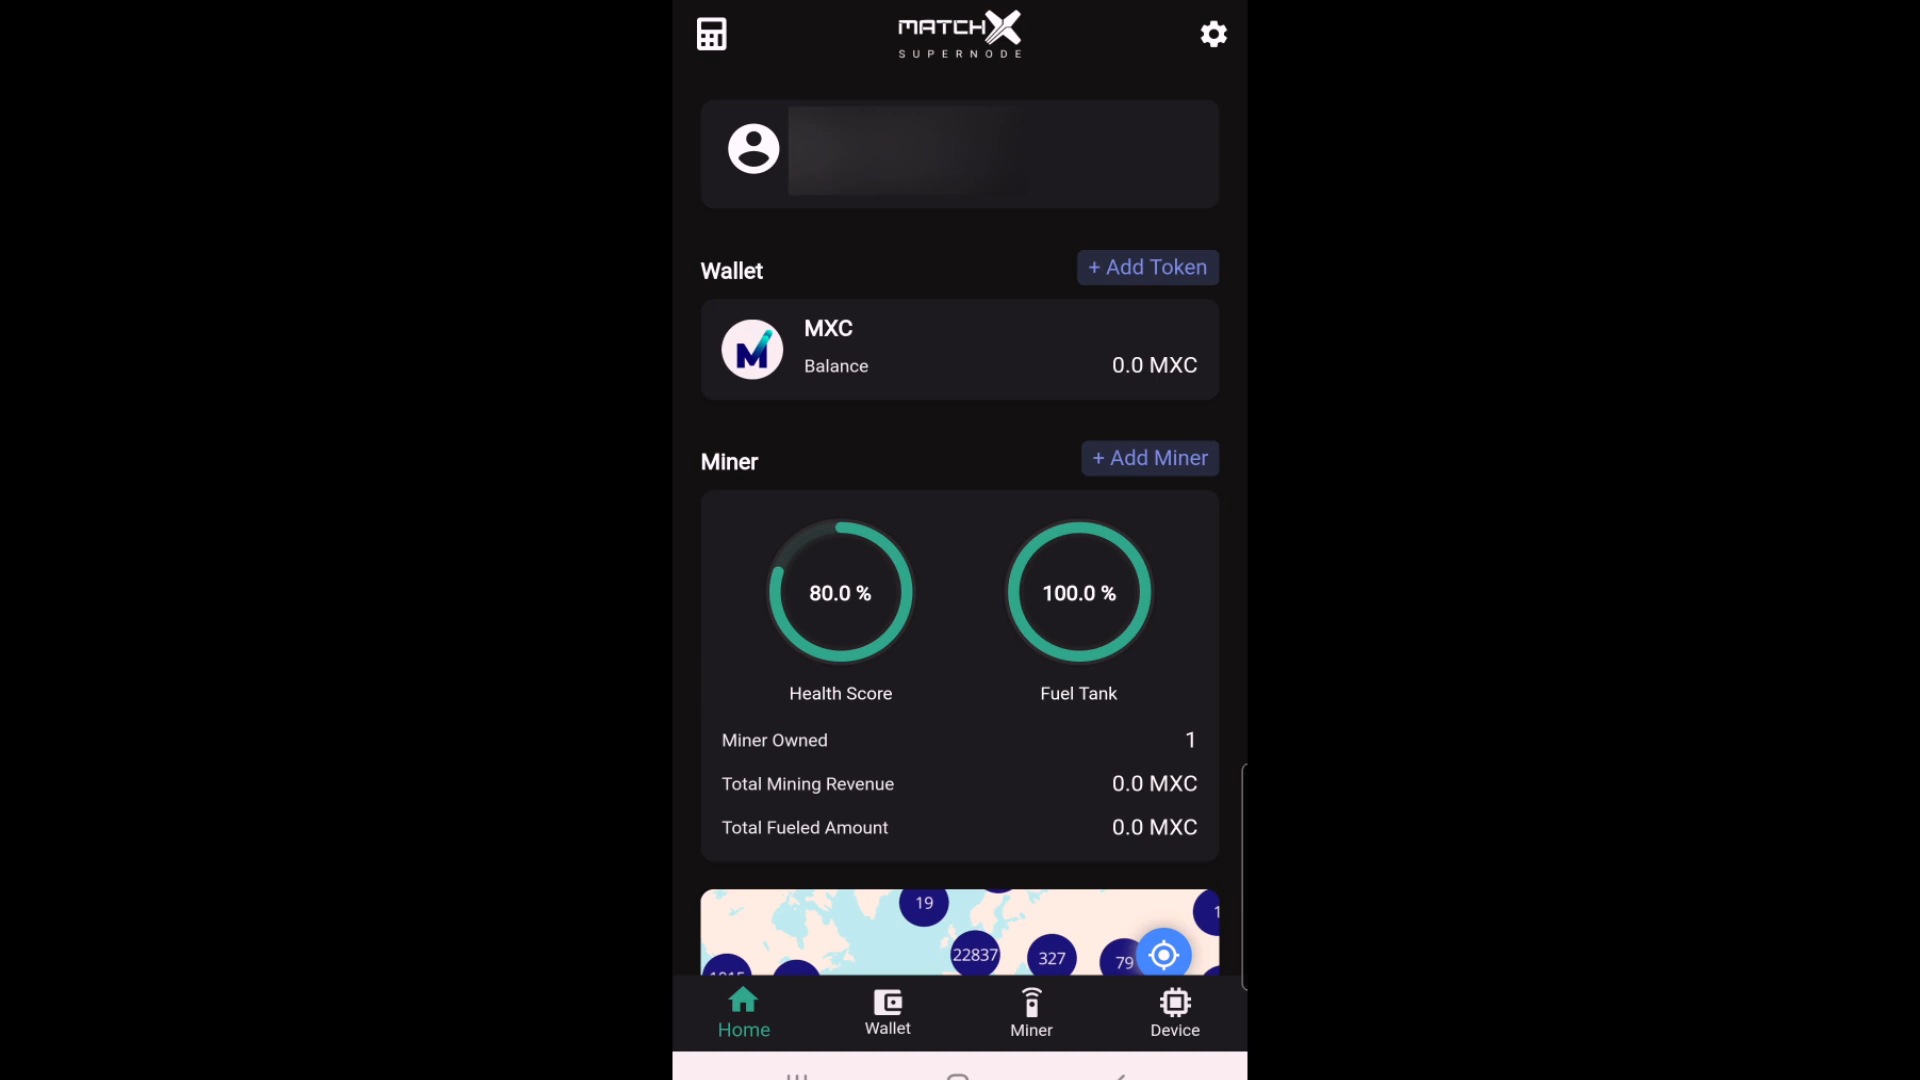 MATCHX
SUPERNODE
Wallet
+ Add Token
MXC
Balance
0.0 MXC
Miner
+ Add Miner
80.0 %
100.0 %
Health Score
Fuel Tank
Miner Owned
1
Total Mining Revenue
0.0 MXC
Total Fueled Amount
0.0 MXC
19
22837
327
79
Home
Wallet
Miner
Device